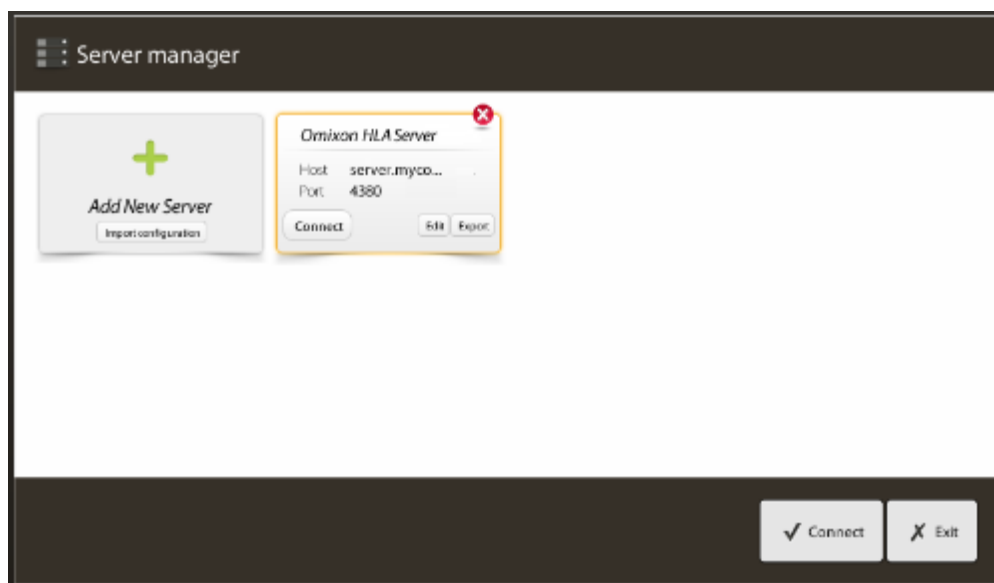 Server manager
Add New Server
Import configuration
Omixon HLA Server
Host server.myco...
Port 4380
Connect Edit Export
Connect Exit